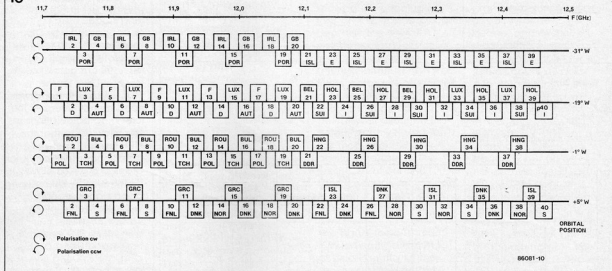 11,7 11,8 11,9 12,0 12,1 12,2 12,3 12,4 12,5
F (GHz)
IRL GB IRL GB IRL GB IRL GB IRL GB
2 4 6 8 10 12 14 16 18 20
-31° W
3 7 11 15 19 21 23 25 27 29 31 33 35 37 39
POR POR POR POR POR ISL E ISL E ISL E ISL E ISL E
F LUX F LUX F LUX F LUX F LUX BEL HOL BEL HOL BEL HOL LUX HOL LUX HOL
1 3 5 7 9 11 13 15 17 19 21 23 25 27 29 31 33 35 37 39
-19° W
2 4 6 8 10 12 14 16 18 20 22 24 26 28 30 32 34 36 38 40
D AUT D AUT D AUT D AUT D AUT SUI I SUI I SUI I SUI I SUI I
ROU BUL ROU BUL ROU BUL ROU BUL ROU BUL HNG HNG HNG HNG HNG
2 4 6 8 10 12 14 16 18 20 22 26 30 34 38
-1° W
1 3 5 7 9 11 13 15 17 19 21 25 29 33 37
POL TCH POL TCH POL TCH POL TCH POL TCH DDR DDR DDR DDR DDR
GRC GRC GRC GRC GRC ISL DNK ISL DNK ISL
3 7 11 15 19 23 27 31 35 39
+5° W
2 4 6 8 10 12 14 16 18 20 22 24 26 28 30 32 34 36 38 40
FNL S FNL S FNL DNK NOR DNK NOR DNK FNL S FNL NOR S FNL S DNK NOR S
ORBITAL
POSITION
Polarisation cw
Polarisation ccw
86081-10